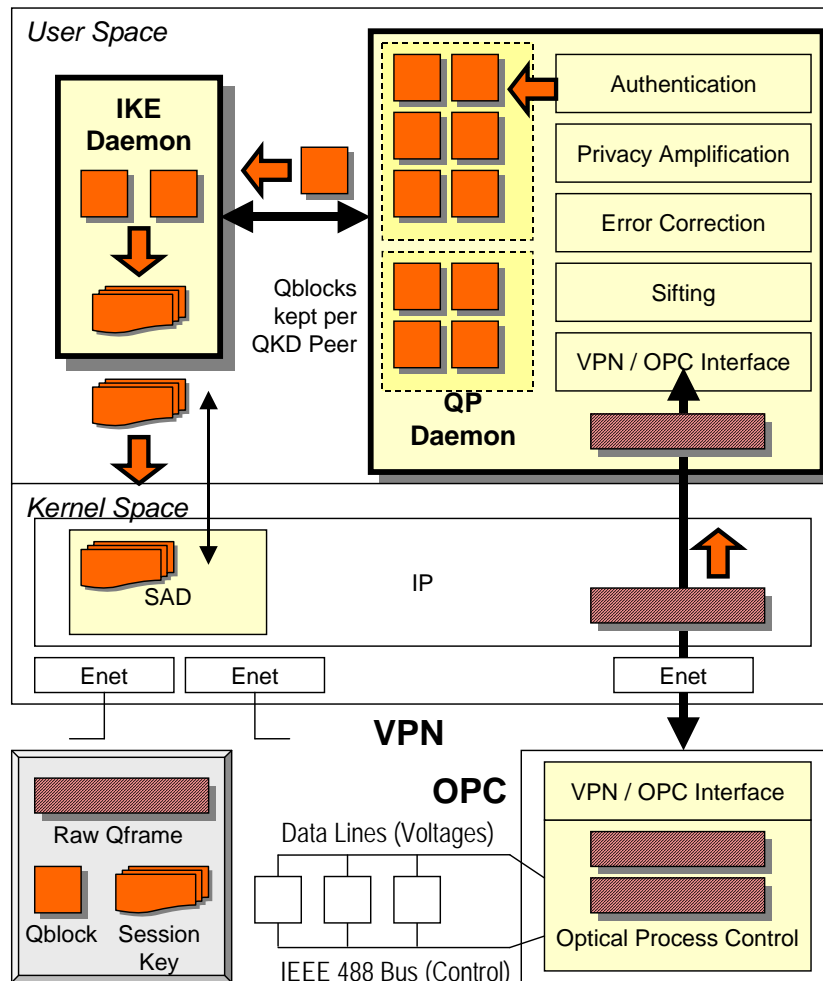 User Space
IKE
Daemon
Qblocks
kept per
QKD Peer
Authentication
Privacy Amplification
Error Correction
Sifting
VPN / OPC Interface
QP
Daemon
Kernel Space
SAD
IP
Enet
Enet
Enet
VPN
OPC
Raw Qframe
Qblock
Session
Key
Data Lines (Voltages)
IEEE 488 Bus (Control)
VPN / OPC Interface
Optical Process Control